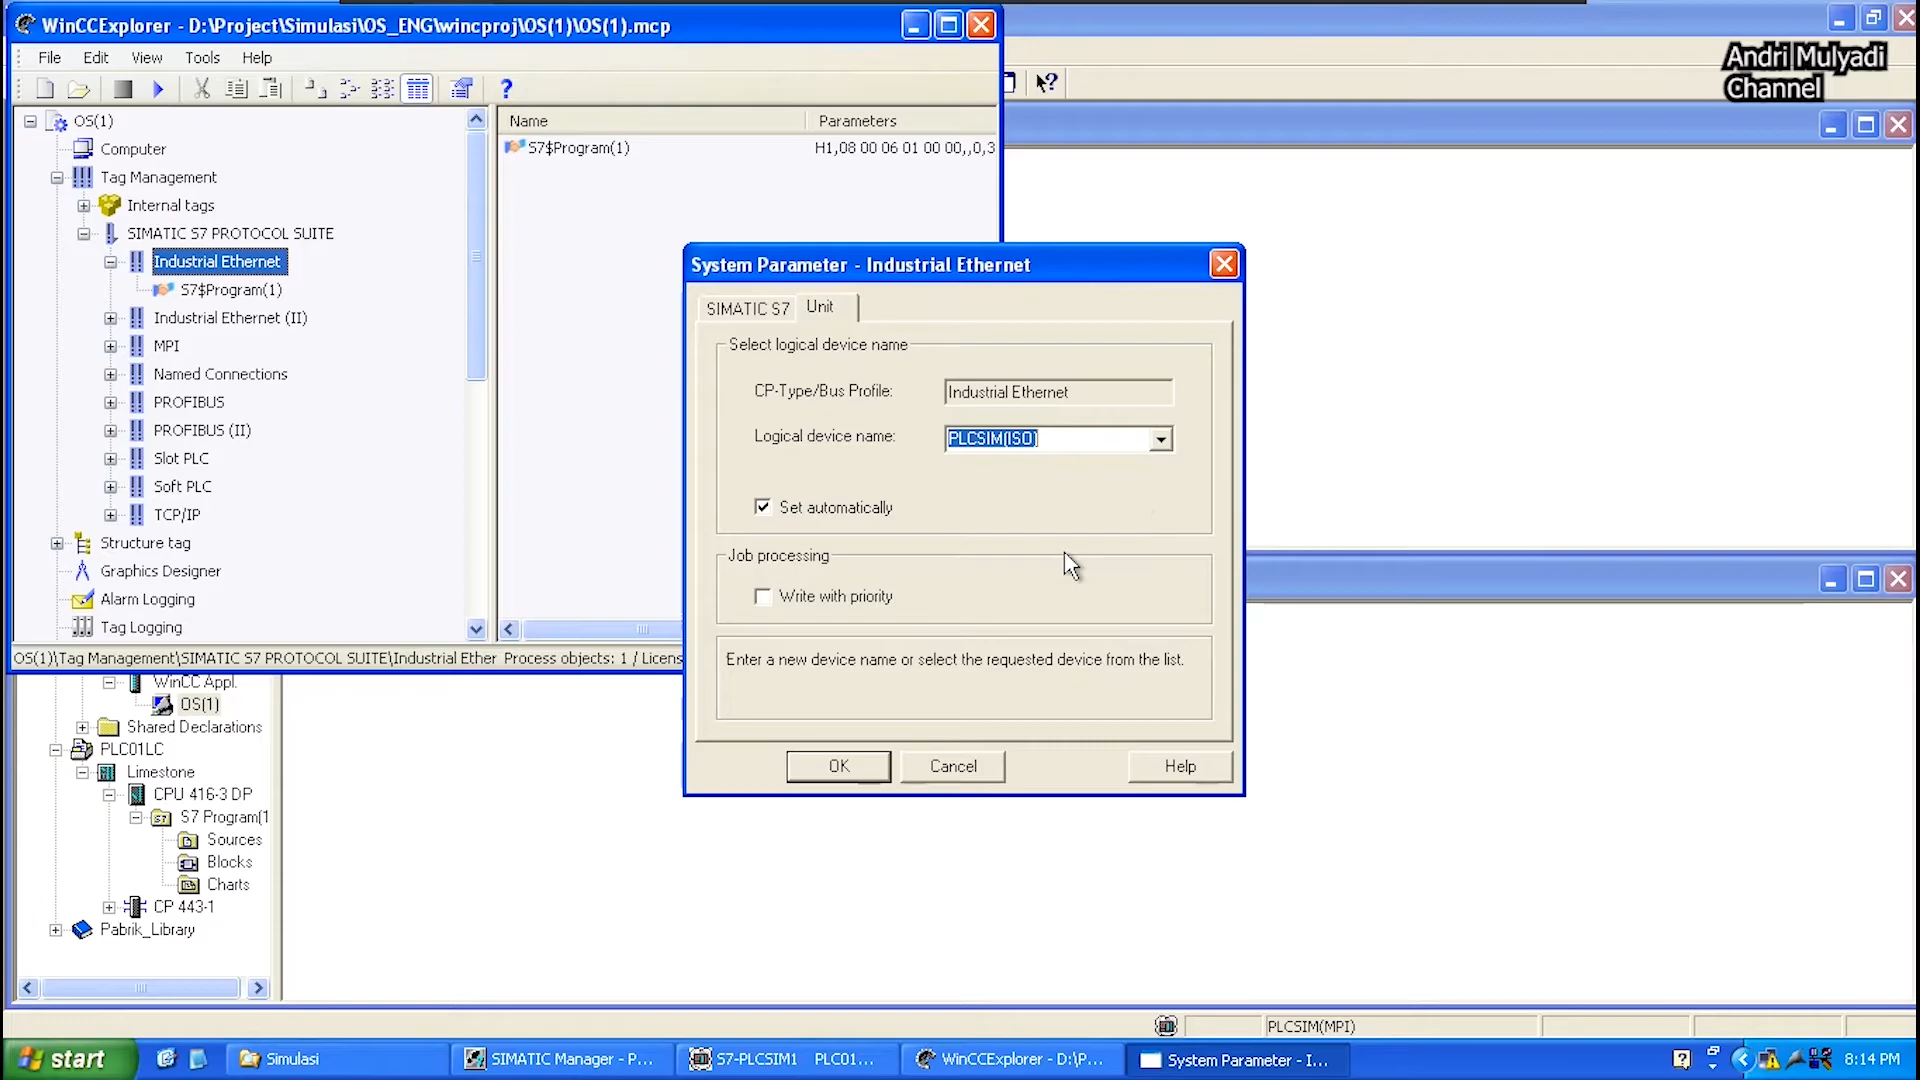 WinCCExplorer - D:\Project\Simulasi\OS_ENG\wincproj\OS(1)\OS(1).mcp
File Edit View Tools Help
Andri Mulyadi
Channel
OS(1)
Computer
Tag Management
Internal tags
SIMATIC S7 PROTOCOL SUITE
Industrial Ethernet
S7$Program(1)
Industrial Ethernet (II)
MPI
Named Connections
PROFIBUS
PROFIBUS (II)
Slot PLC
Soft PLC
TCP/IP
Structure tag
Graphics Designer
Alarm Logging
Tag Logging
Name Parameters
S7$Program(1) H1,08 00 06 01 00 00,,0,3
OS(1)\Tag Management\SIMATIC S7 PROTOCOL SUITE\Industrial Ether Process objects: 1 / Licens
System Parameter - Industrial Ethernet
SIMATIC S7 Unit
Select logical device name
CP-Type/Bus Profile: Industrial Ethernet
Logical device name: PLCSIM(ISO)
Set automatically
Job processing
Write with priority
Enter a new device name or select the requested device from the list.
OK Cancel Help
WinCC Appl.
OS(1)
Shared Declarations
PLC01LC
Limestone
CPU 416-3 DP
S7 Program(1
Sources
Blocks
Charts
CP 443-1
Pabrik_Library
PLCSIM(MPI)
start Simulasi SIMATIC Manager - P... S7-PLCSIM1 PLC01... WinCCExplorer - D:\P... System Parameter - I... 8:14 PM